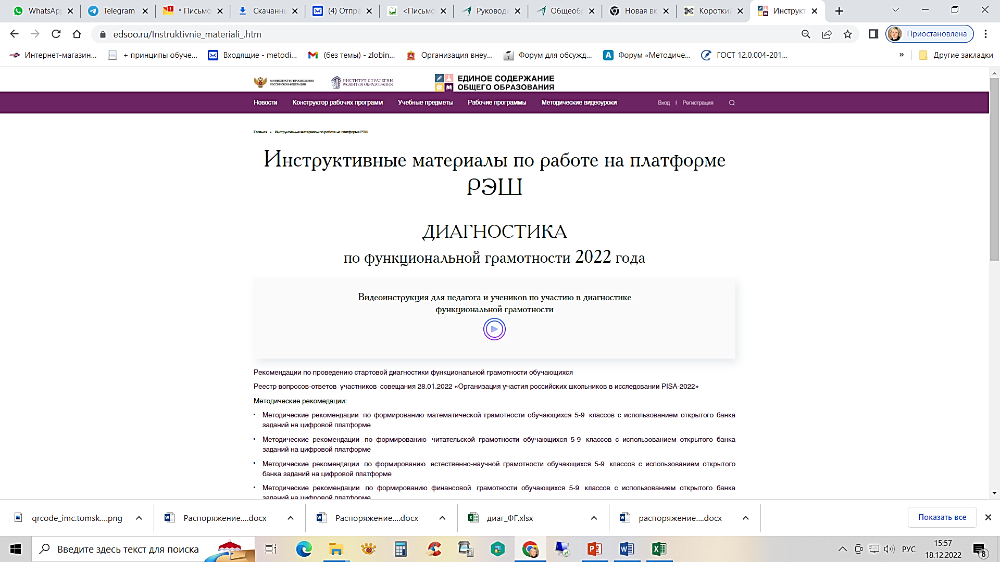 WhatsApp
Telegram
* Письмо
Скачаннь
(4) Отпра
<Письмо
Руководи
Общеобр
Новая вк
Короткий
Инструкт
edsoo.ru/Instruktivnie_materiali_.htm
Приостановлена
Интернет-магазин...
+ принципы обуче...
Входящие - metodi...
(без темы) - zlobin...
Организация внеу...
Форум для обсужд...
Форум «Методиче...
ГОСТ 12.0.004-201...
»
Другие закладки
МИНИСТЕРСТВО ПРОСВЕЩЕНИЯ
РОССИЙСКОЙ ФЕДЕРАЦИИ
ИНСТИТУТ СТРАТЕГИИ
РАЗВИТИЯ ОБРАЗОВАНИЯ
ЕДИНОЕ СОДЕРЖАНИЕ
ОБЩЕГО ОБРАЗОВАНИЯ
Новости
Конструктор рабочих программ
Учебные предметы
Рабочие программы
Методические видеоуроки
Вход | Регистрация
Главная • Инструктивные материалы по работе на платформе РЭШ
Инструктивные материалы по работе на платформе
РЭШ
ДИАГНОСТИКА
по функциональной грамотности 2022 года
Видеоинструкция для педагога и учеников по участию в диагностике
функциональной грамотности
Рекомендации по проведению стартовой диагностики функциональной грамотности обучающихся
Реестр вопросов-ответов участников совещания 28.01.2022 «Организация участия российских школьников в исследовании PISA-2022»
Методические рекомедации:
Методические рекомендации по формированию математической грамотности обучающихся 5-9 классов с использованием открытого банка
заданий на цифровой платформе
Методические рекомендации по формированию читательской грамотности обучающихся 5-9 классов с использованием открытого банка
заданий на цифровой платформе
Методические рекомендации по формированию естественно-научной грамотности обучающихся 5-9 классов с использованием открытого
банка заданий на цифровой платформе
Методические рекомендации по формированию финансовой грамотности обучающихся 5-9 классов с использованием открытого банка
заданий на цифровой платформе
qrcode_imc.tomsk....png
Распоряжение....docx
Распоряжение....docx
диаг_ФГ.xlsx
распоряжение....docx
Показать все
Введите здесь текст для поиска
РУС
15:57
18.12.2022
8